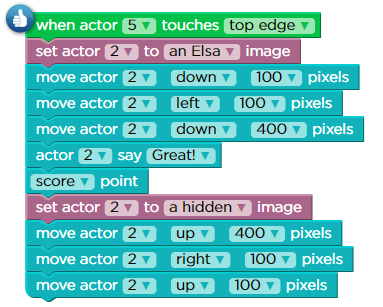 when actor 5 touches top edge
set actor 2 to an Elsa image
move actor 2 down 100 pixels
move actor 2 left 100 pixels
move actor 2 down 400 pixels
actor 2 say Great!
score point
set actor 2 to a hidden image
move actor 2 up 400 pixels
move actor 2 right 100 pixels
move actor 2 up 100 pixels